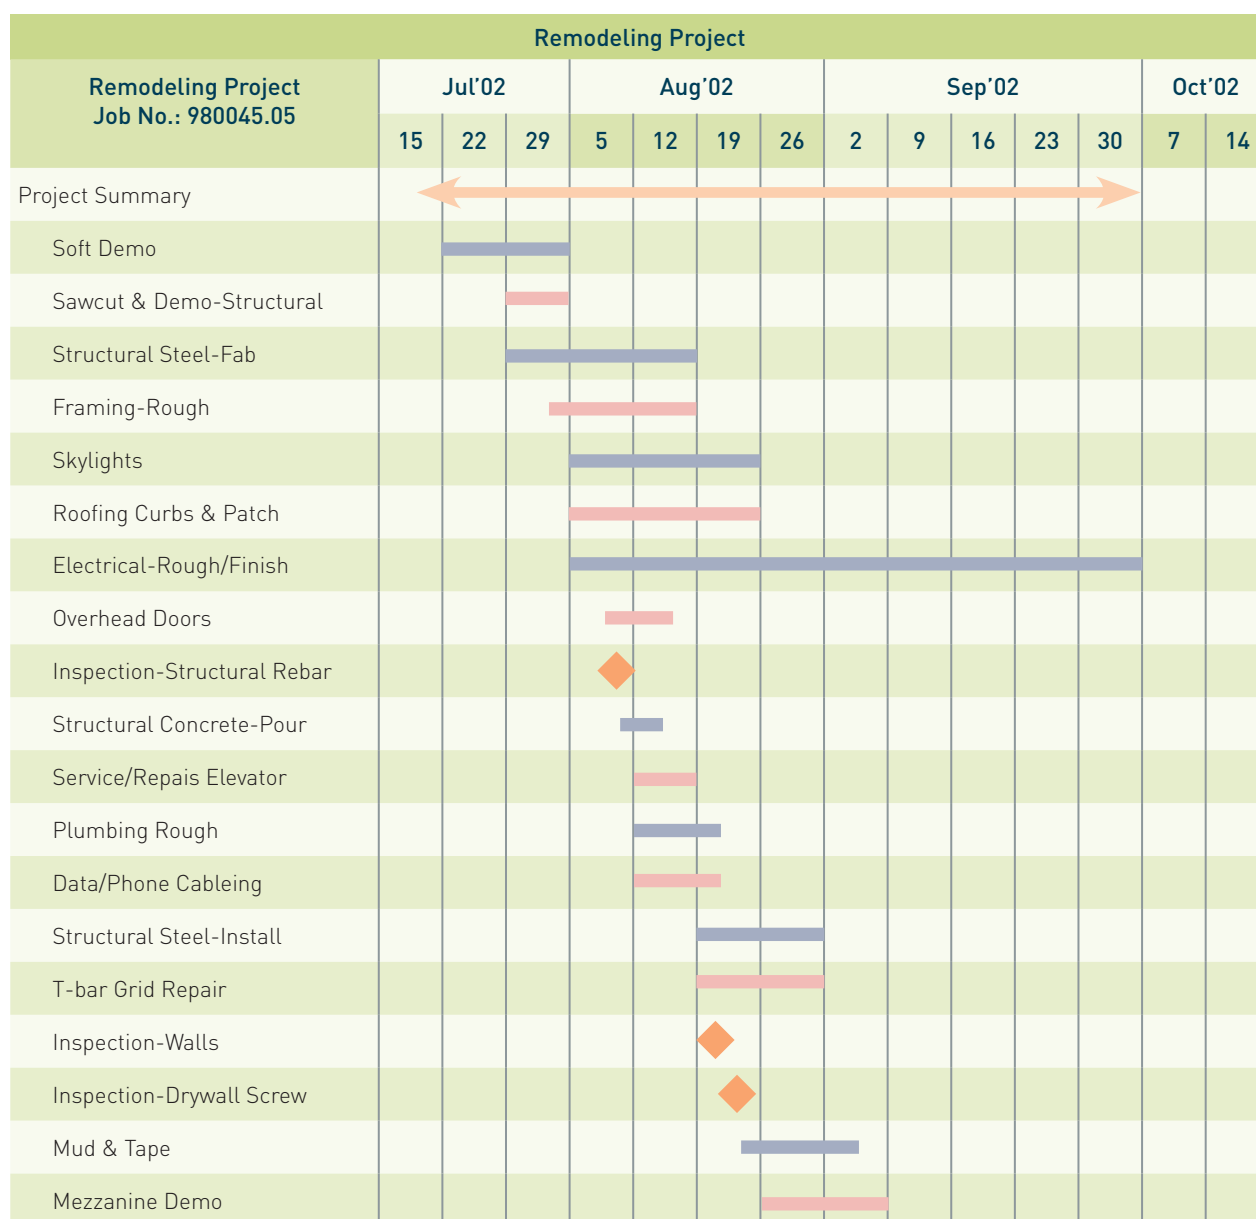 Remodeling Project
Remodeling Project
Job No.: 980045.05
Jul'02 Aug'02 Sep'02 Oct'02
15 22 29 5 12 19 26 2 9 16 23 30 7 14
Project Summary
Soft Demo
Sawcut & Demo-Structural
Structural Steel-Fab
Framing-Rough
Skylights
Roofing Curbs & Patch
Electrical-Rough/Finish
Overhead Doors
Inspection-Structural Rebar
Structural Concrete-Pour
Service/Repais Elevator
Plumbing Rough
Data/Phone Cableing
Structural Steel-Install
T-bar Grid Repair
Inspection-Walls
Inspection-Drywall Screw
Mud & Tape
Mezzanine Demo